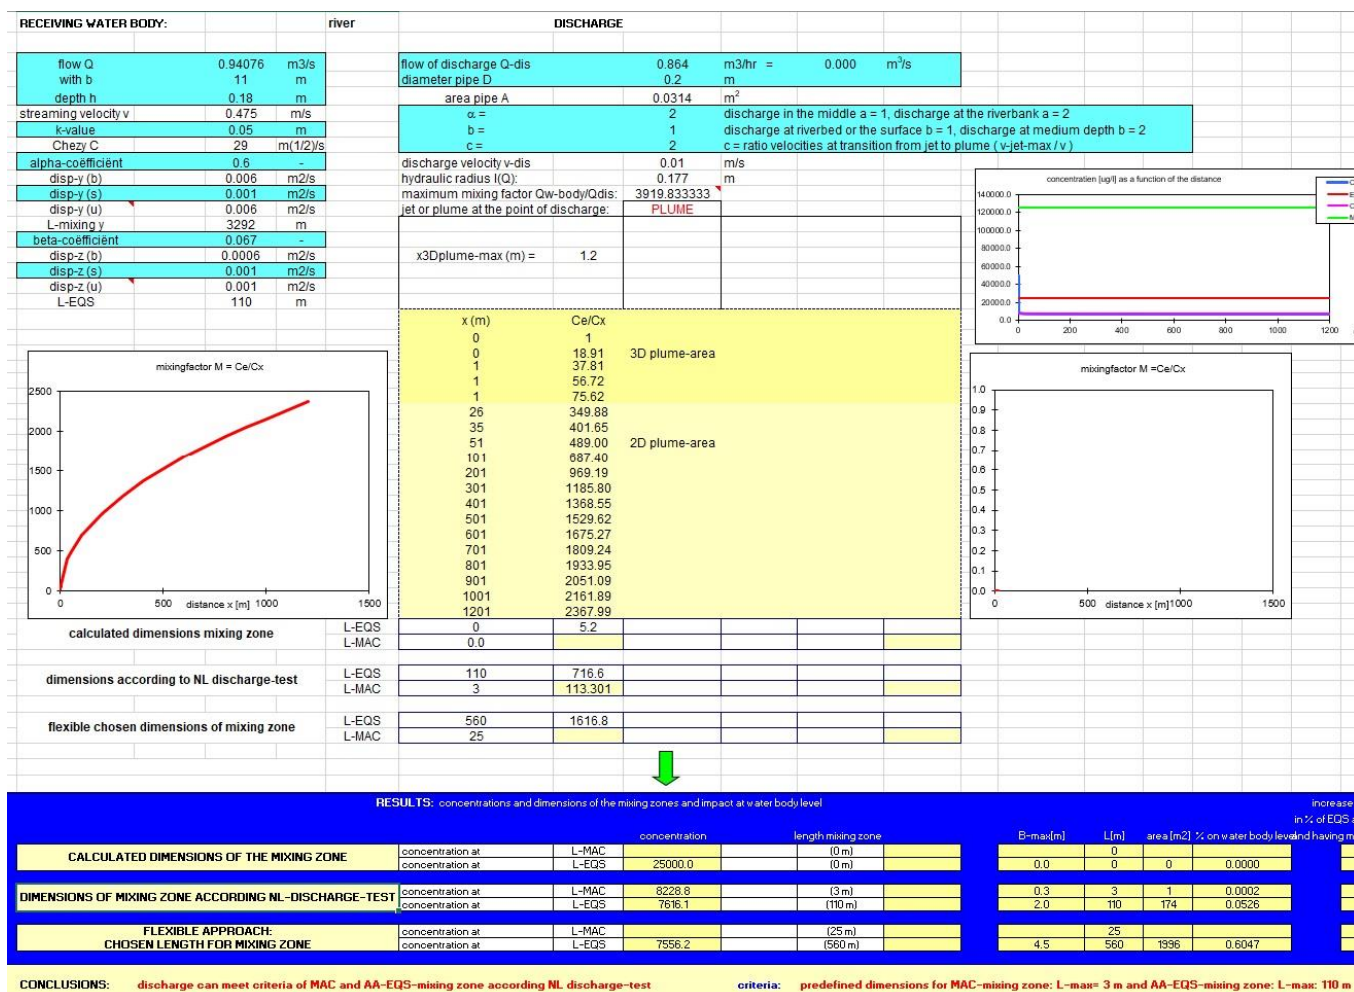 RECEIVING WATER BODY: river DISCHARGE
flow Q 0.94076 m3/s flow of discharge Q-dis 0.864 m3/hr = 0.000 m³/s
with b 11 m diameter pipe D 0.2 m
depth h 0.18 m area pipe A 0.0314 m²
streaming velocity v 0.475 m/s α = 2 discharge in the middle a = 1, discharge at the riverbank a = 2
k-value 0.05 m b = 1 discharge at riverbed or the surface b = 1, discharge at medium depth b = 2
Chezy C 29 m(1/2)/s c = 2 c = ratio velocities at transition from jet to plume ( v-jet-max / v )
alpha-coëfficiënt 0.6 - discharge velocity v-dis 0.01 m/s
disp-y (b) 0.006 m2/s hydraulic radius I(Q): 0.177 m
disp-y (s) 0.001 m2/s maximum mixing factor Qw-body/Qdis: 3919.833333
disp-y (u) 0.006 m2/s jet or plume at the point of discharge: PLUME
L-mixing y 3292 m
beta-coëfficiënt 0.067 -
disp-z (b) 0.0006 m2/s x3Dplume-max (m) = 1.2
disp-z (s) 0.001 m2/s
disp-z (u) 0.001 m2/s
L-EQS 110 m
concentration [ug/l] as a function of the distance
140000.0
120000.0
100000.0
80000.0
60000.0
40000.0
20000.0
0.0
0 200 400 600 800 1000 1200
C
E
C
M
x (m) Ce/Cx
0 1
0 18.91 3D plume-area
1 37.81
1 56.72
1 75.62
26 349.88
35 401.65
51 489.00 2D plume-area
101 687.40
201 969.19
301 1185.80
401 1368.55
501 1529.62
601 1675.27
701 1809.24
801 1933.95
901 2051.09
1001 2161.89
1201 2367.99
mixingfactor M = Ce/Cx
2500
2000
1500
1000
500
0
0 500 1000 1500
distance x [m]
mixingfactor M =Ce/Cx
1.0
0.9
0.8
0.7
0.6
0.5
0.4
0.3
0.2
0.1
0.0
0 500 1000 1500
distance x [m]
calculated dimensions mixing zone L-EQS 0 5.2
L-MAC 0.0
dimensions according to NL discharge-test L-EQS 110 716.6
L-MAC 3 113.301
flexible chosen dimensions of mixing zone L-EQS 560 1616.8
L-MAC 25
RESULTS: concentrations and dimensions of the mixing zones and impact at water body level increase
in % of EQS a
concentration length mixing zone B-max[m] L[m] area [m2] % on water body level and having m
CALCULATED DIMENSIONS OF THE MIXING ZONE concentration at L-MAC (0 m) 0
concentration at L-EQS 25000.0 (0 m) 0.0 0 0 0.0000
DIMENSIONS OF MIXING ZONE ACCORDING NL-DISCHARGE-TEST concentration at L-MAC 8228.8 (3 m) 0.3 3 1 0.0002
concentration at L-EQS 7616.1 (110 m) 2.0 110 174 0.0526
FLEXIBLE APPROACH: concentration at L-MAC (25 m) 25
CHOSEN LENGTH FOR MIXING ZONE concentration at L-EQS 7556.2 (560 m) 4.5 560 1996 0.6047
CONCLUSIONS: discharge can meet criteria of MAC and AA-EQS-mixing zone according NL discharge-test criteria: predefined dimensions for MAC-mixing zone: L-max= 3 m and AA-EQS-mixing zone: L-max: 110 m